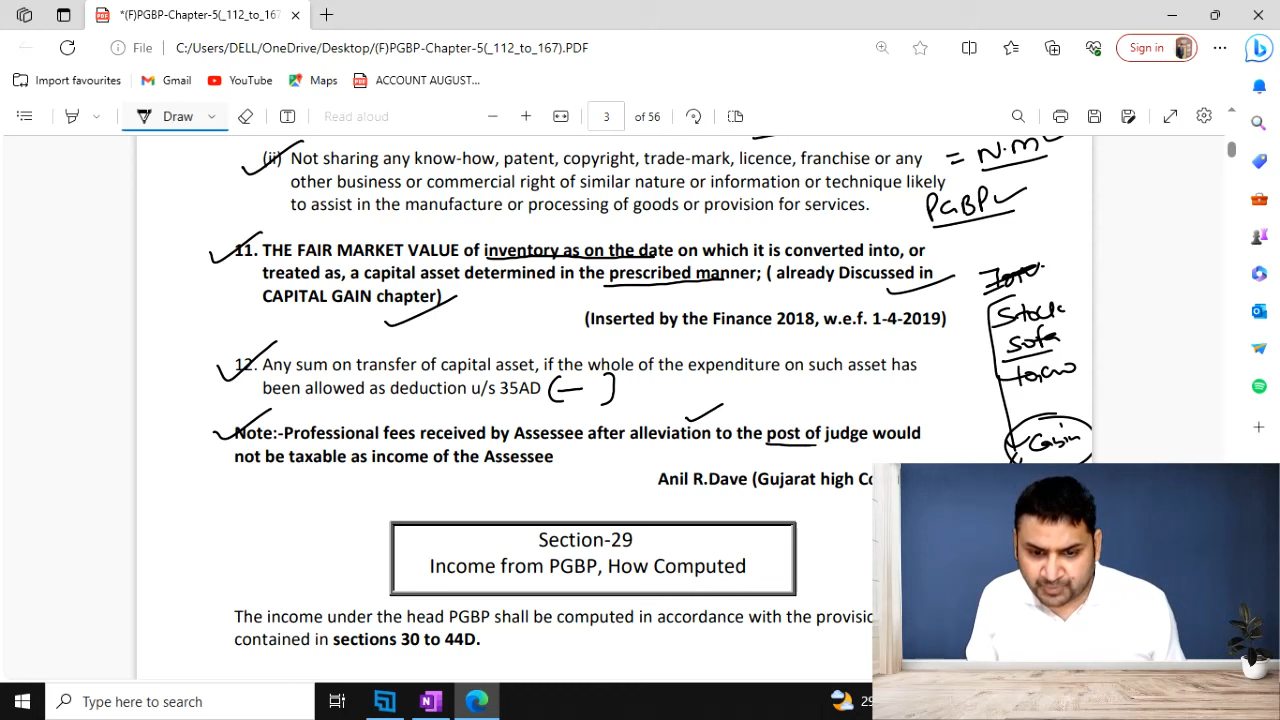 *(F)PGBP-Chapter-5(_112_to_167).P
File C:/Users/DELL/OneDrive/Desktop/(F)PGBP-Chapter-5(_112_to_167).PDF
Sign in
Import favourites Gmail YouTube Maps ACCOUNT AUGUST...
Draw Read aloud 3 of 56
(ii) Not sharing any know-how, patent, copyright, trade-mark, licence, franchise or any
other business or commercial right of similar nature or information or technique likely
to assist in the manufacture or processing of goods or provision for services.
= N.M
PGBP
11. THE FAIR MARKET VALUE of inventory as on the date on which it is converted into, or
treated as, a capital asset determined in the prescribed manner; ( already Discussed in
CAPITAL GAIN chapter)
(Inserted by the Finance 2018, w.e.f. 1-4-2019)
Stock
Sofa
12. Any sum on transfer of capital asset, if the whole of the expenditure on such asset has
been allowed as deduction u/s 35AD
Cabin
Note:-Professional fees received by Assessee after alleviation to the post of judge would
not be taxable as income of the Assessee
Anil R.Dave (Gujarat high Co
Section-29
Income from PGBP, How Computed
The income under the head PGBP shall be computed in accordance with the provisi
contained in sections 30 to 44D.
Type here to search
29